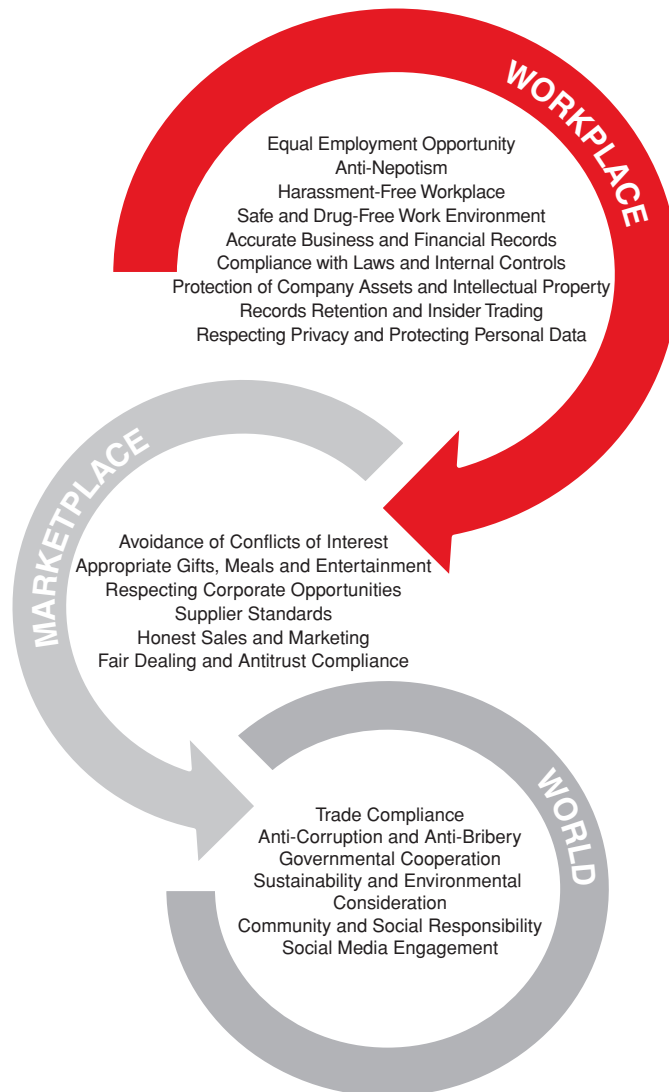 WORKPLACE
Equal Employment Opportunity
Anti-Nepotism
Harassment-Free Workplace
Safe and Drug-Free Work Environment
Accurate Business and Financial Records
Compliance with Laws and Internal Controls
Protection of Company Assets and Intellectual Property
Records Retention and Insider Trading
Respecting Privacy and Protecting Personal Data
MARKETPLACE
Avoidance of Conflicts of Interest
Appropriate Gifts, Meals and Entertainment
Respecting Corporate Opportunities
Supplier Standards
Honest Sales and Marketing
Fair Dealing and Antitrust Compliance
WORLD
Trade Compliance
Anti-Corruption and Anti-Bribery
Governmental Cooperation
Sustainability and Environmental
Consideration
Community and Social Responsibility
Social Media Engagement